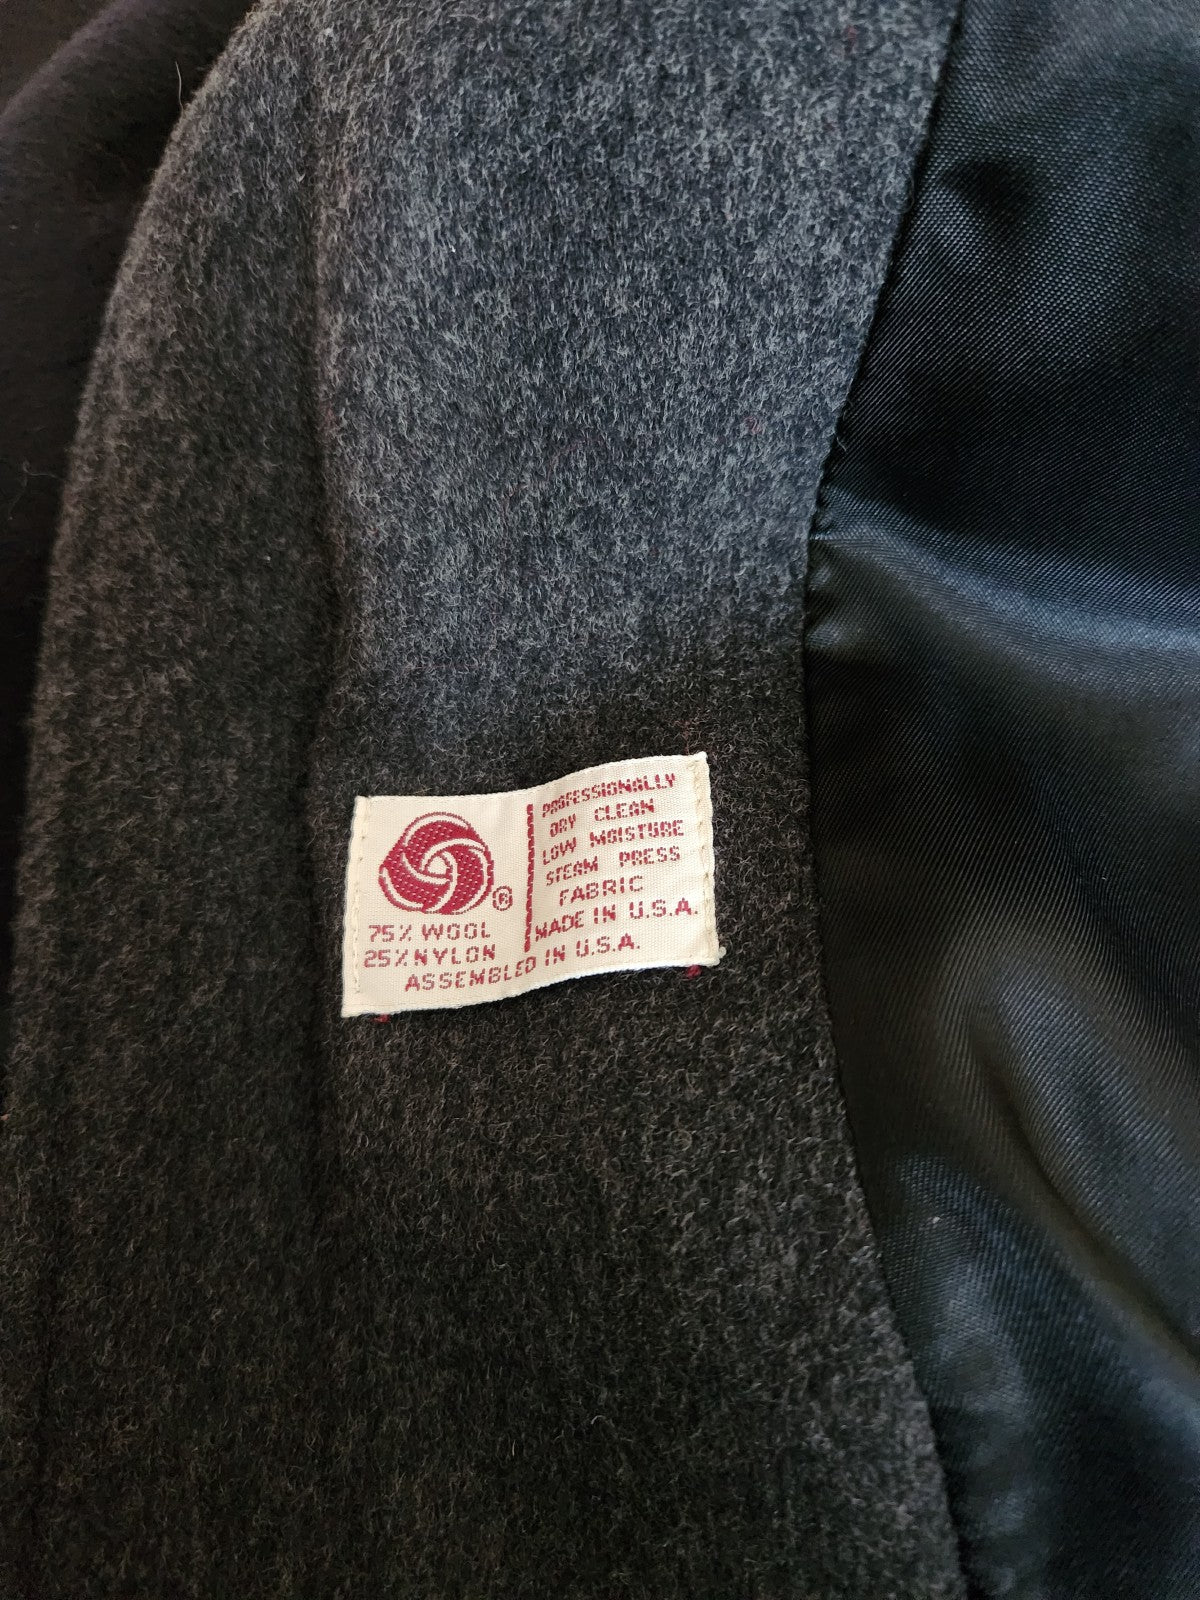 ®
75% WOOL
25% NYLON
PROFESSIONALLY
DRY CLEAN
LOW MOISTURE
STEAM PRESS
FABRIC
MADE IN U.S.A.
ASSEMBLED IN U.S.A.